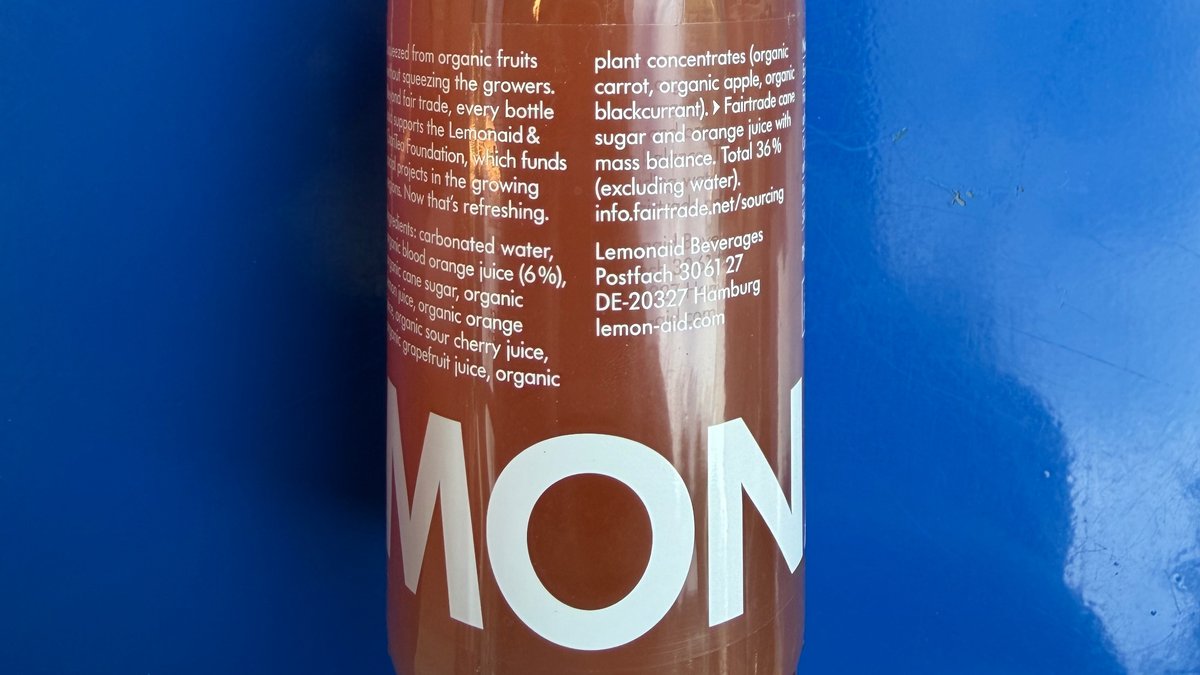 from organic fruits
squeezing the growers.
fair trade, every bottle
supports the Lemonaid &
Foundation, which funds
projects in the growing
Now that's refreshing.
carbonated water,
blood orange juice (6%),
cane sugar, organic
juice, organic orange
organic sour cherry juice,
grapefruit juice, organic
plant concentrates (organic
carrot, organic apple, organic
blackcurrant). Fairtrade cane
sugar and orange juice with
mass balance. Total 36%
(excluding water).
info.fairtrade.net/sourcing
Lemonaid Beverages
Postfach 30 61 27
DE-20327 Hamburg
lemon-aid.com
MON